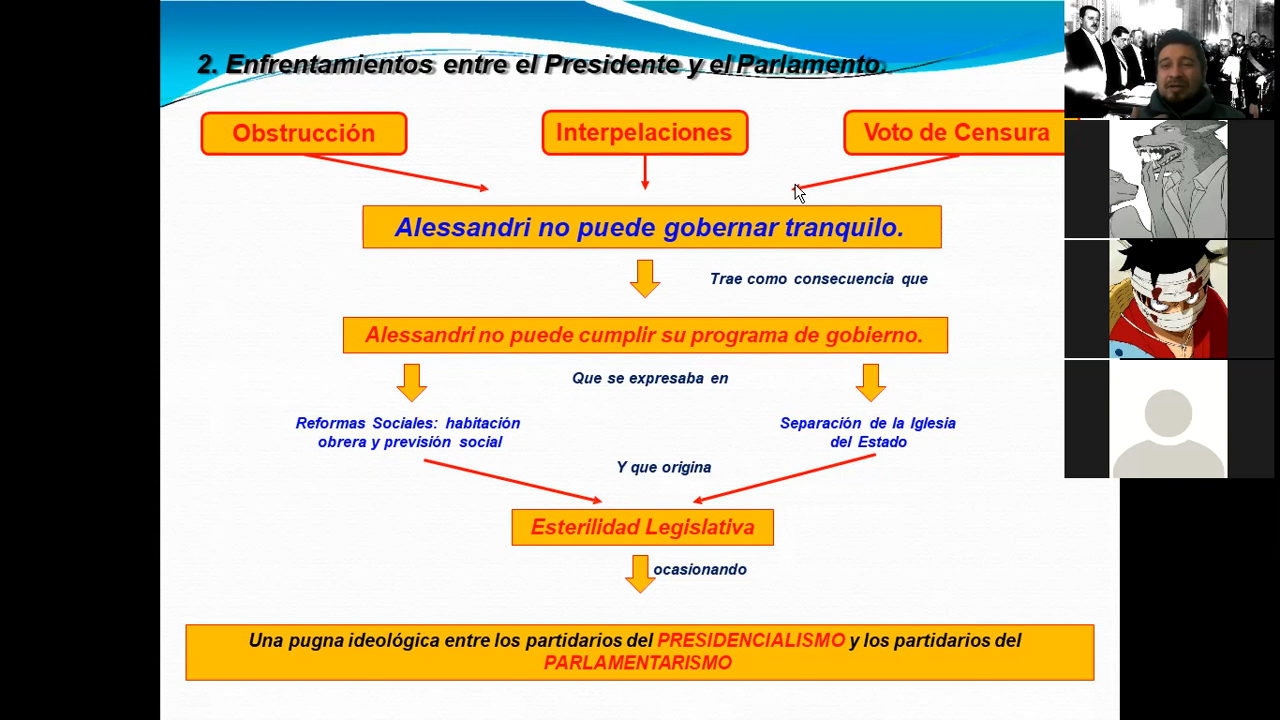 2. Enfrentamientos entre el Presidente y el Parlamento.
Obstrucción
Interpelaciones
Voto de Censura
Alessandri no puede gobernar tranquilo.
Trae como consecuencia que
Alessandri no puede cumplir su programa de gobierno.
Que se expresaba en
Reformas Sociales: habitación
obrera y previsión social
Separación de la Iglesia
del Estado
Y que origina
Esterilidad Legislativa
ocasionando
Una pugna ideológica entre los partidarios del PRESIDENCIALISMO y los partidarios del
PARLAMENTARISMO